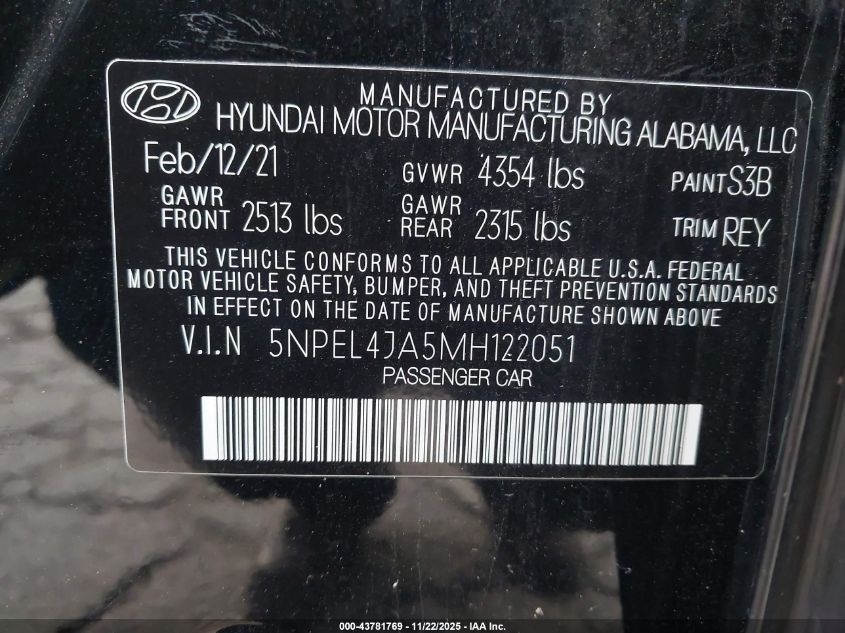 MANUFACTURED BY
HYUNDAI MOTOR MANUFACTURING ALABAMA, LLC
Feb/12/21 GVWR 4354 lbs PAINT S3B
GAWR FRONT 2513 lbs GAWR REAR 2315 lbs TRIM REY
THIS VEHICLE CONFORMS TO ALL APPLICABLE U.S.A. FEDERAL
MOTOR VEHICLE SAFETY, BUMPER, AND THEFT PREVENTION STANDARDS
IN EFFECT ON THE DATE OF MANUFACTURE SHOWN ABOVE
V.I.N 5NPEL4JA5MH122051
PASSENGER CAR
000-43781769 - 11/22/2025 - IAA Inc.